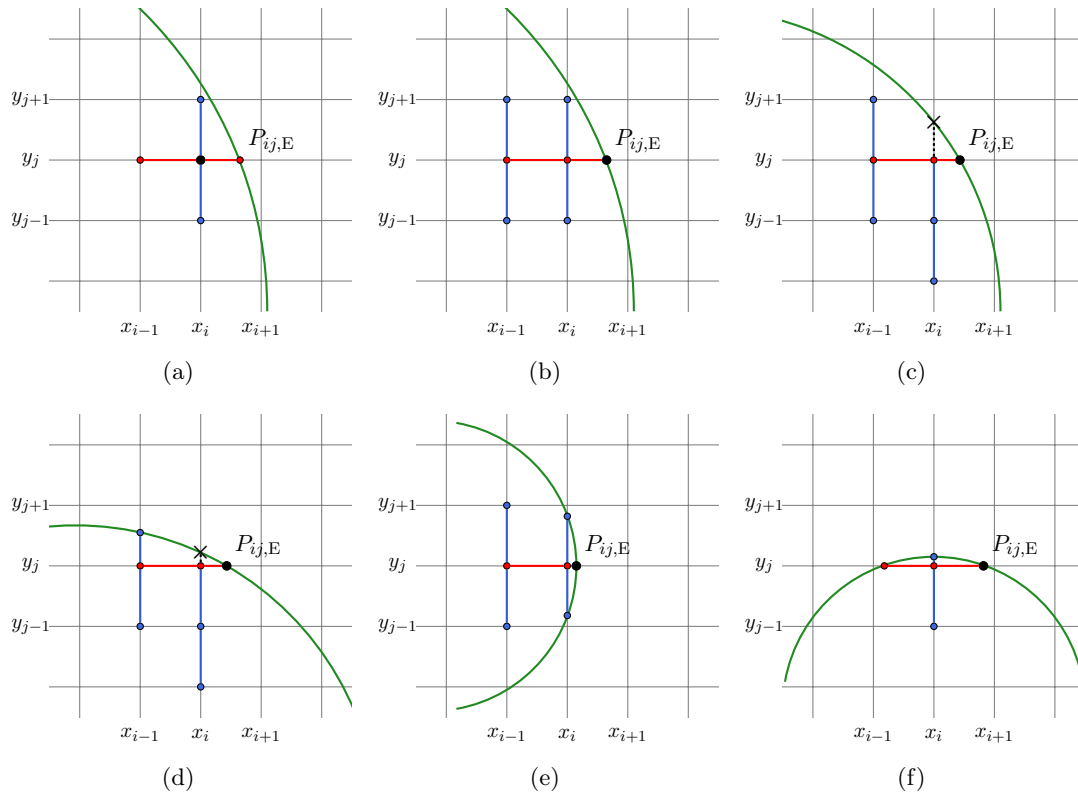 y_{j+1} y_{j+1} y_{j+1}
P_{ij,E} P_{ij,E} P_{ij,E}
y_j y_j y_j
y_{j-1} y_{j-1} y_{j-1}
x_{i-1} x_i x_{i+1} x_{i-1} x_i x_{i+1} x_{i-1} x_i x_{i+1}
(a) (b) (c)
y_{j+1} y_{j+1} y_{j+1}
P_{ij,E} P_{ij,E} P_{ij,E}
y_j y_j y_j
y_{j-1} y_{j-1} y_{j-1}
x_{i-1} x_i x_{i+1} x_{i-1} x_i x_{i+1} x_{i-1} x_i x_{i+1}
(d) (e) (f)